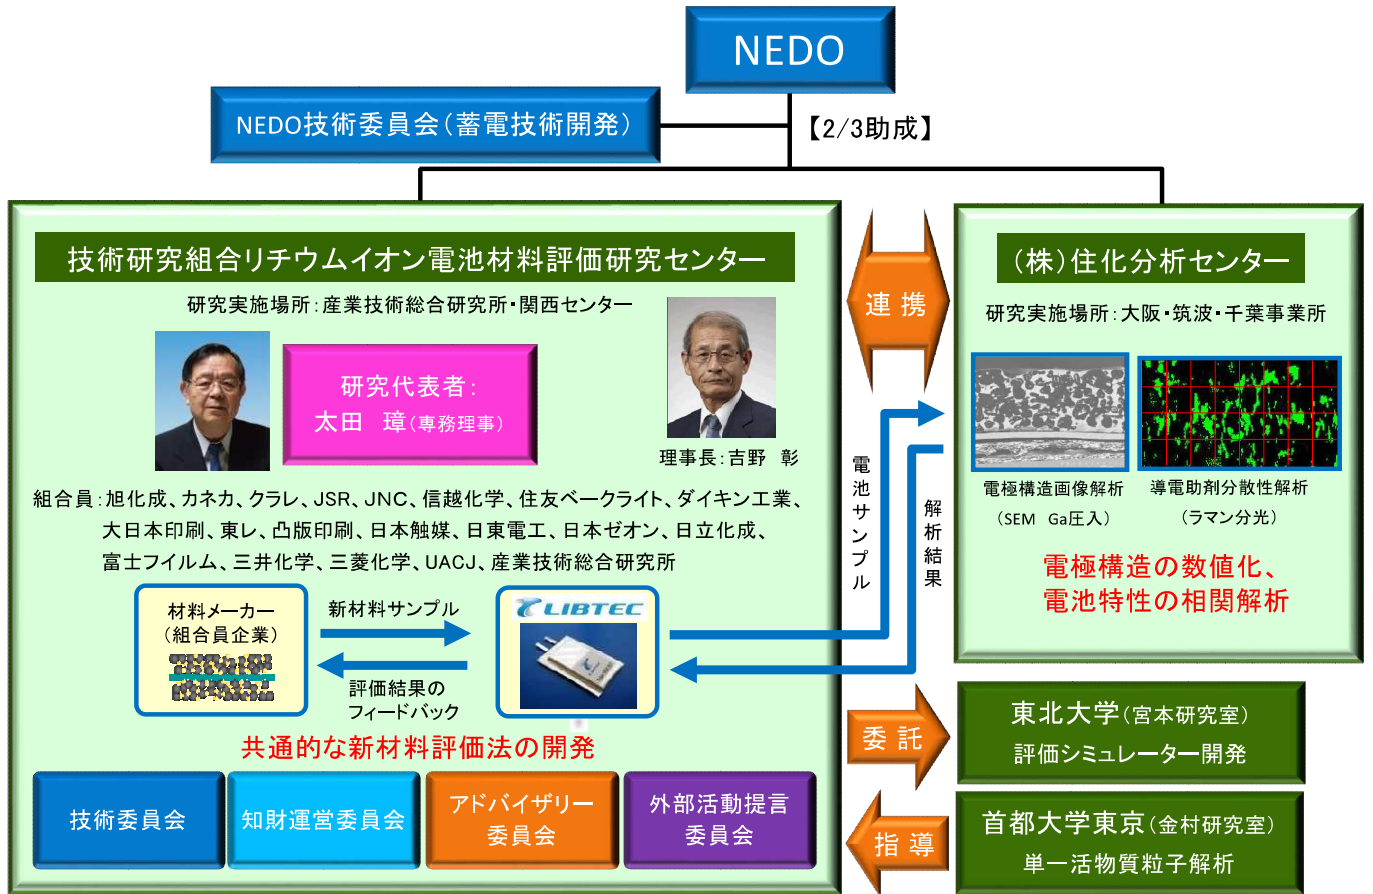 NEDO
NEDO技術委員会(蓄電技術開発)
【2/3助成】
技術研究組合リチウムイオン電池材料評価研究センター
研究実施場所:産業技術総合研究所・関西センター
研究代表者:
太田 璋(専務理事)
理事長:吉野 彰
組合員:旭化成、カネカ、クラレ、JSR、JNC、信越化学、住友ベークライト、ダイキン工業、
大日本印刷、東レ、凸版印刷、日本触媒、日東電工、日本ゼオン、日立化成、
富士フイルム、三井化学、三菱化学、UACJ、産業技術総合研究所
材料メーカー
(組合員企業)
新材料サンプル
評価結果の
フィードバック
LIBTEC
共通的な新材料評価法の開発
技術委員会
知財運営委員会
アドバイザリー
委員会
外部活動提言
委員会
連携
電池サンプル
解析結果
(株)住化分析センター
研究実施場所:大阪・筑波・千葉事業所
電極構造画像解析
(SEM Ga圧入)
導電助剤分散性解析
(ラマン分光)
電極構造の数値化、
電池特性の相関解析
委託
東北大学(宮本研究室)
評価シミュレーター開発
指導
首都大学東京(金村研究室)
単一活物質粒子解析